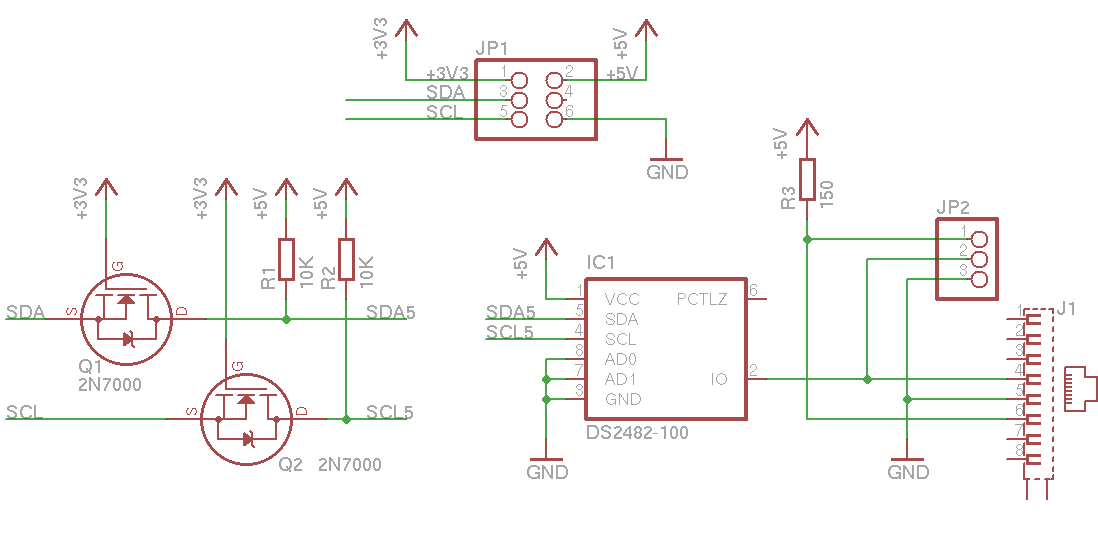 +3V3
+5V
JP1
+3V3 1 2 +5V
SDA 3 4
SCL 5 6
GND
+5V
R3
150
JP2
1
2
3
+3V3
+3V3
+5V
+5V
G
R1
10K
R2
10K
SDA S D SDA5
Q1
2N7000
G
SCL S D SCL5
Q2 2N7000
+5V
IC1
1 VCC PCTLZ 6
SDA5 5 SDA
SCL5 4 SCL
8 AD0
7 AD1 IO 2
3 GND
DS2482-100
GND
GND
J1
1
2
3
4
5
6
7
8